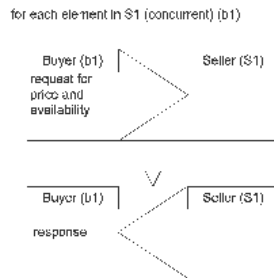 for each element in S1 (concurrent) (b1)
Buyer (b1) Seller (S1)
request for
price and
availability
Buyer (b1) Seller (S1)
response